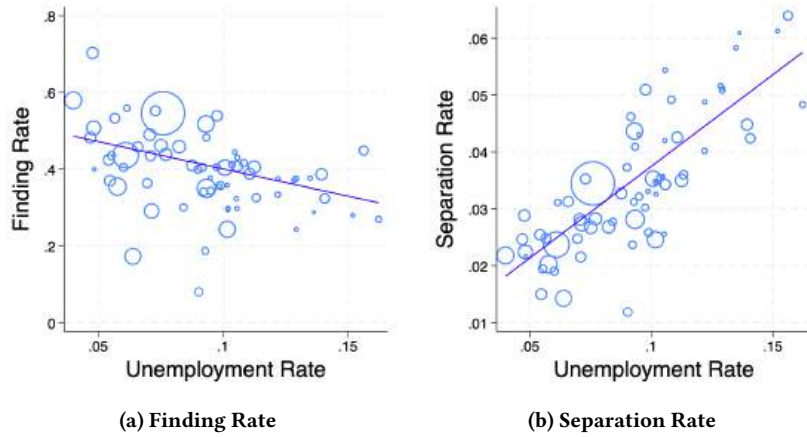 .8
.6
.4
.2
0
Finding Rate
.05
.1
.15
Unemployment Rate
(a) Finding Rate
.06
.05
.04
.03
.02
.01
Separation Rate
.05
.1
.15
Unemployment Rate
(b) Separation Rate